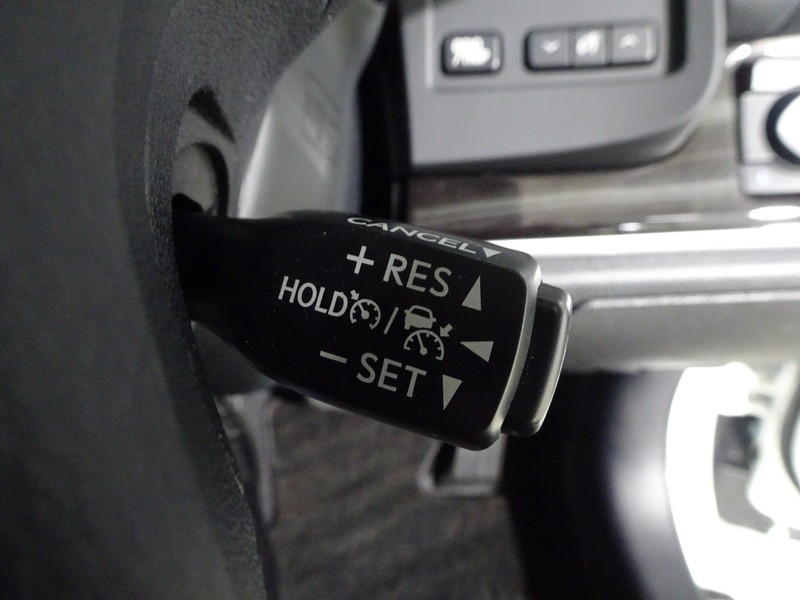 CANCEL
+ RES
HOLD /
− SET